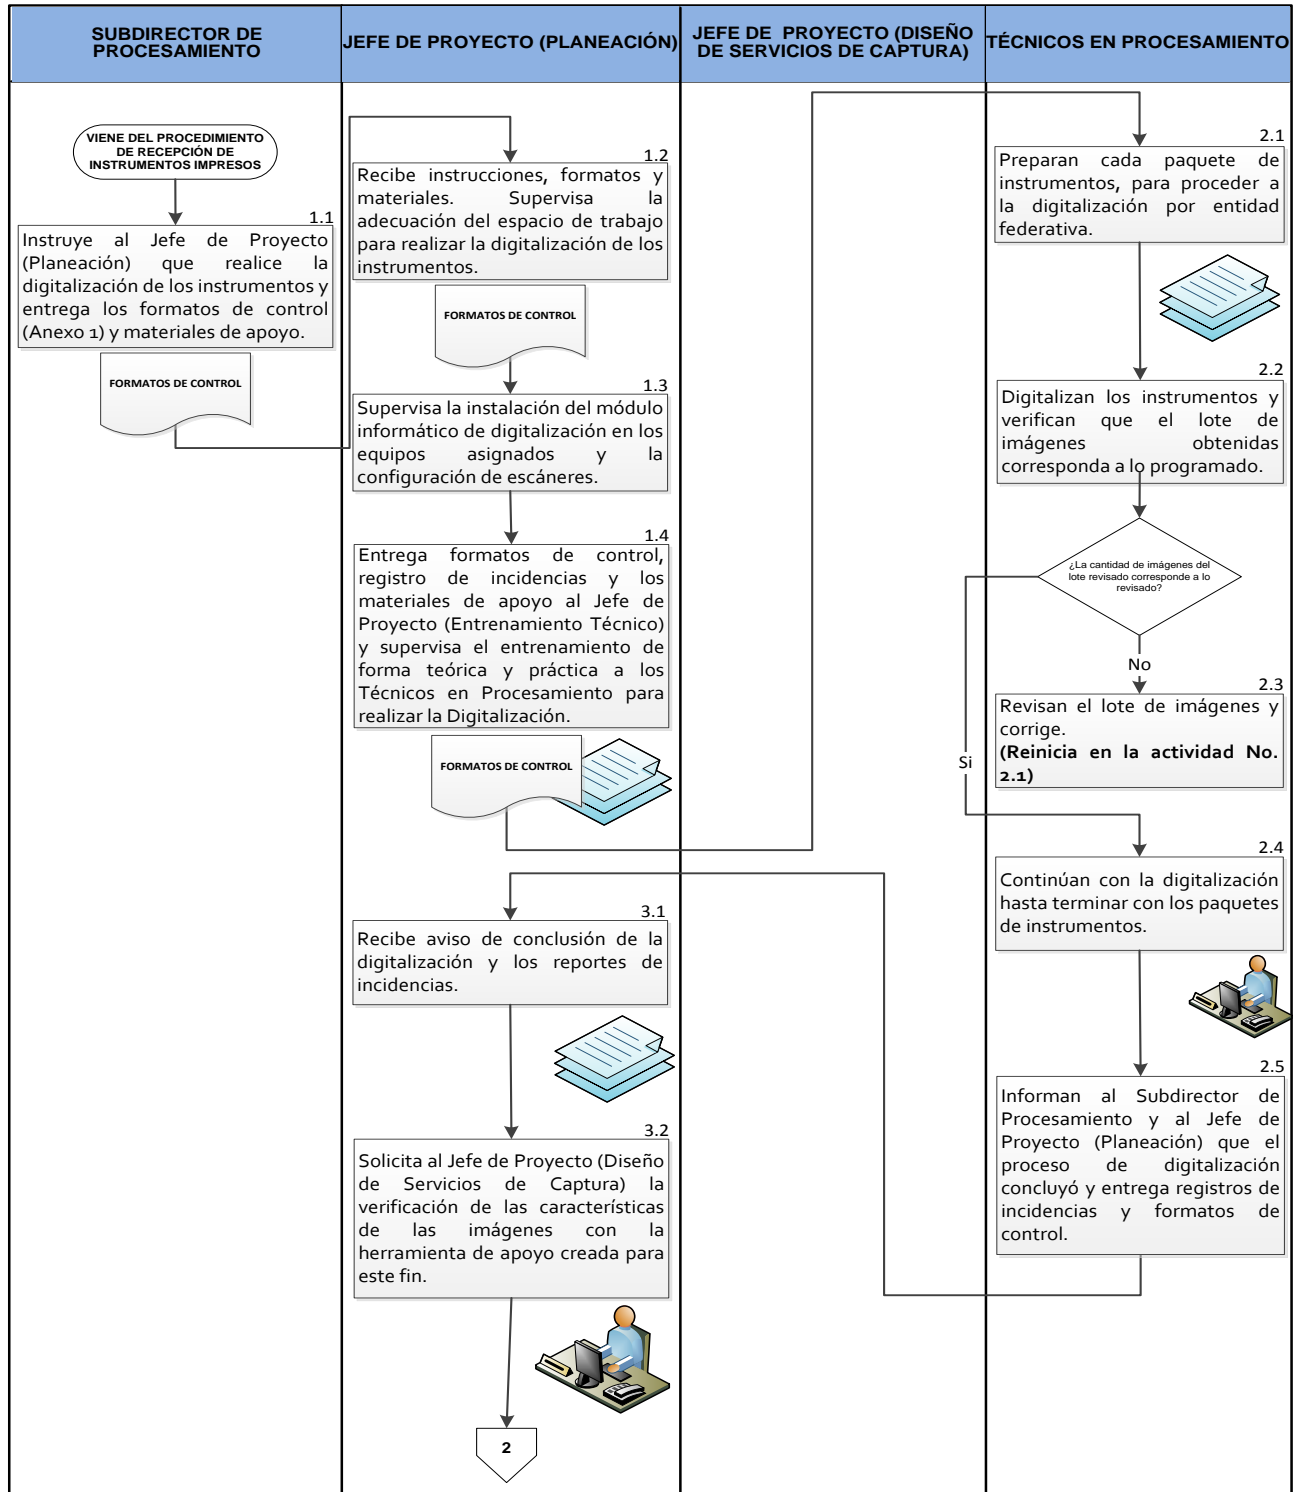 SUBDIRECTOR DE
PROCESAMIENTO
JEFE DE PROYECTO (PLANEACIÓN)
JEFE DE PROYECTO (DISEÑO
DE SERVICIOS DE CAPTURA)
TÉCNICOS EN PROCESAMIENTO
VIENE DEL PROCEDIMIENTO
DE RECEPCIÓN DE
INSTRUMENTOS IMPRESOS
1.1
Instruye al Jefe de Proyecto
(Planeación) que realice la
digitalización de los instrumentos y
entrega los formatos de control
(Anexo 1) y materiales de apoyo.
FORMATOS DE CONTROL
1.2
Recibe instrucciones, formatos y
materiales. Supervisa la
adecuación del espacio de trabajo
para realizar la digitalización de los
instrumentos.
FORMATOS DE CONTROL
1.3
Supervisa la instalación del módulo
informático de digitalización en los
equipos asignados y la
configuración de escáneres.
1.4
Entrega formatos de control,
registro de incidencias y los
materiales de apoyo al Jefe de
Proyecto (Entrenamiento Técnico)
y supervisa el entrenamiento de
forma teórica y práctica a los
Técnicos en Procesamiento para
realizar la Digitalización.
FORMATOS DE CONTROL
2.1
Preparan cada paquete de
instrumentos, para proceder a
la digitalización por entidad
federativa.
2.2
Digitalizan los instrumentos y
verifican que el lote de
imágenes obtenidas
corresponda a lo programado.
¿La cantidad de imágenes del
lote revisado corresponde a lo
revisado?
No
Si
2.3
Revisan el lote de imágenes y
corrige.
(Reinicia en la actividad No.
2.1)
2.4
Continúan con la digitalización
hasta terminar con los paquetes
de instrumentos.
2.5
Informan al Subdirector de
Procesamiento y al Jefe de
Proyecto (Planeación) que el
proceso de digitalización
concluyó y entrega registros de
incidencias y formatos de
control.
3.1
Recibe aviso de conclusión de la
digitalización y los reportes de
incidencias.
3.2
Solicita al Jefe de Proyecto (Diseño
de Servicios de Captura) la
verificación de las características
de las imágenes con la
herramienta de apoyo creada para
este fin.
2